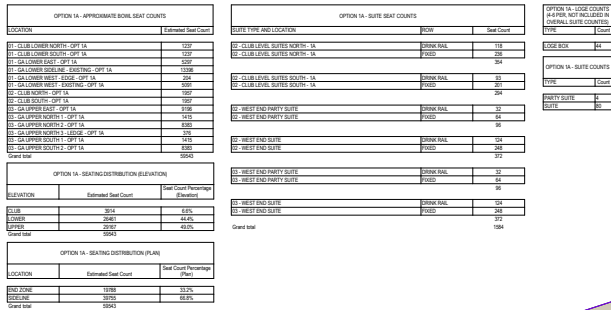 OPTION 1A - APPROXIMATE BOWL SEAT COUNTS
LOCATION Estimated Seat Count
01 - CLUB LOWER NORTH - OPT 1A 1237
01 - CLUB LOWER SOUTH - OPT 1A 1237
01 - GA LOWER EAST - OPT 1A 5297
01 - GA LOWER SIDELINE - EXISTING - OPT 1A 13396
01 - GA LOWER WEST - EDGE - OPT 1A 204
01 - GA LOWER WEST - EXISTING - OPT 1A 5091
02 - CLUB NORTH - OPT 1A 1957
02 - CLUB SOUTH - OPT 1A 1957
03 - GA UPPER EAST - OPT 1A 9196
03 - GA UPPER NORTH 1 - OPT 1A 1415
03 - GA UPPER NORTH 2 - OPT 1A 8383
03 - GA UPPER NORTH 3 - LEDGE - OPT 1A 376
03 - GA UPPER SOUTH 1 - OPT 1A 1415
03 - GA UPPER SOUTH 2 - OPT 1A 8383
Grand total 59543
OPTION 1A - SEATING DISTRIBUTION (ELEVATION)
ELEVATION Estimated Seat Count Seat Count Percentage (Elevation)
CLUB 3914 6.6%
LOWER 26461 44.4%
UPPER 29167 49.0%
Grand total 59543
OPTION 1A - SEATING DISTRIBUTION (PLAN)
LOCATION Estimated Seat Count Seat Count Percentage (Plan)
END ZONE 19788 33.2%
SIDELINE 39755 66.8%
Grand total 59543
OPTION 1A - SUITE SEAT COUNTS
SUITE TYPE AND LOCATION ROW Seat Count
02 - CLUB LEVEL SUITES NORTH - 1A DRINK RAIL 118
02 - CLUB LEVEL SUITES NORTH - 1A FIXED 236
354
02 - CLUB LEVEL SUITES SOUTH - 1A DRINK RAIL 93
02 - CLUB LEVEL SUITES SOUTH - 1A FIXED 201
294
02 - WEST END PARTY SUITE DRINK RAIL 32
02 - WEST END PARTY SUITE FIXED 64
96
02 - WEST END SUITE DRINK RAIL 124
02 - WEST END SUITE FIXED 248
372
03 - WEST END PARTY SUITE DRINK RAIL 32
03 - WEST END PARTY SUITE FIXED 64
96
03 - WEST END SUITE DRINK RAIL 124
03 - WEST END SUITE FIXED 248
372
Grand total 1584
OPTION 1A - LOGE COUNTS
(4-6 PER, NOT INCLUDED IN
OVERALL SUITE COUNTES)
TYPE Count
LOGE BOX 44
OPTION 1A - SUITE COUNTS
TYPE Count
PARTY SUITE 4
SUITE 80